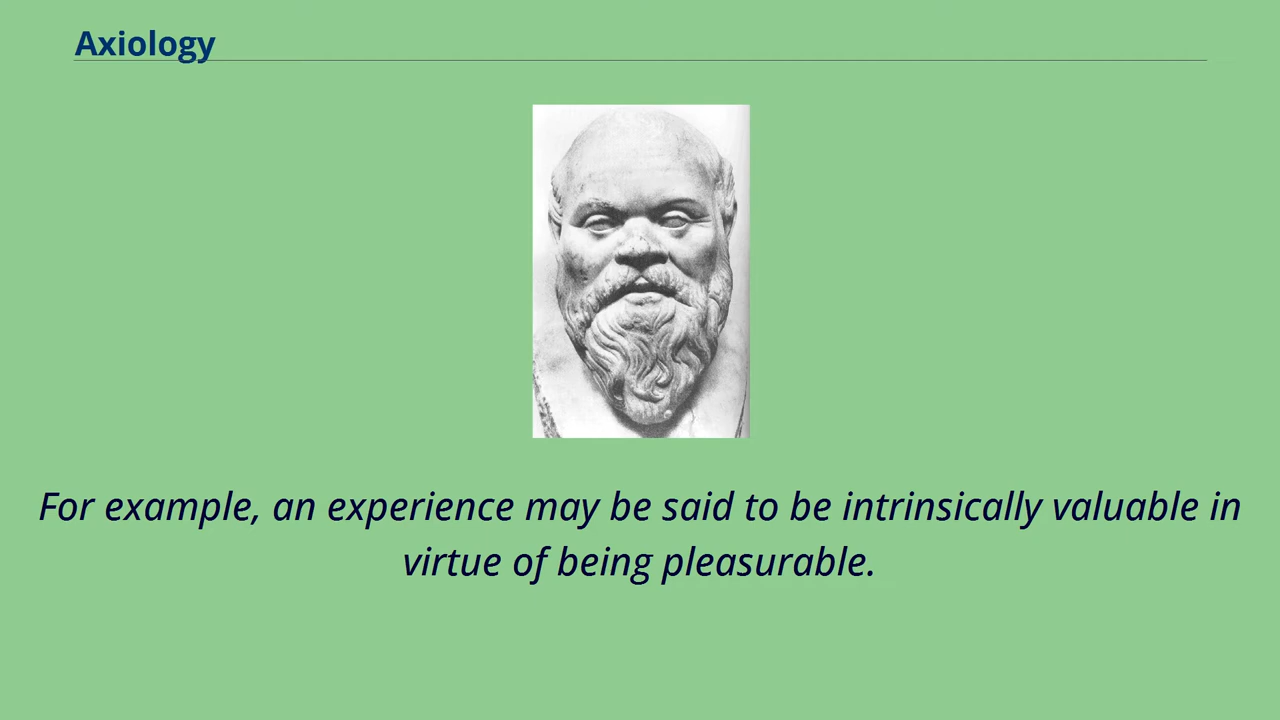 Axiology
For example, an experience may be said to be intrinsically valuable in
virtue of being pleasurable.